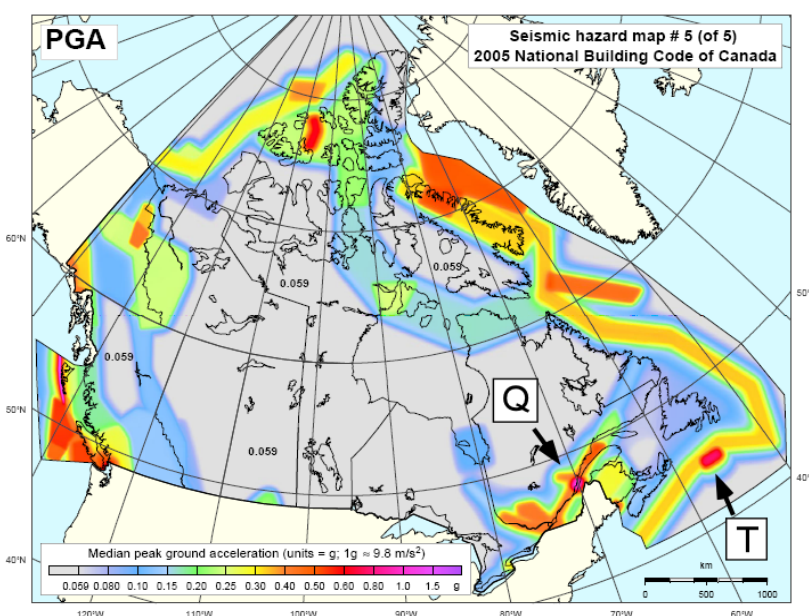 PGA
Seismic hazard map # 5 (of 5)
2005 National Building Code of Canada
60°N
0.059
0.059
50°
0.059
50°N
Q
0.059
40°
T
Median peak ground acceleration (units = g; 1g ≈ 9.8 m/s²)
0.059 0.080 0.10 0.15 0.20 0.25 0.30 0.40 0.50 0.60 0.80 1.0 1.5 g
40°N
km
0 500 1000
120°W 110°W 100°W 90°W 80°W 70°W 60°W